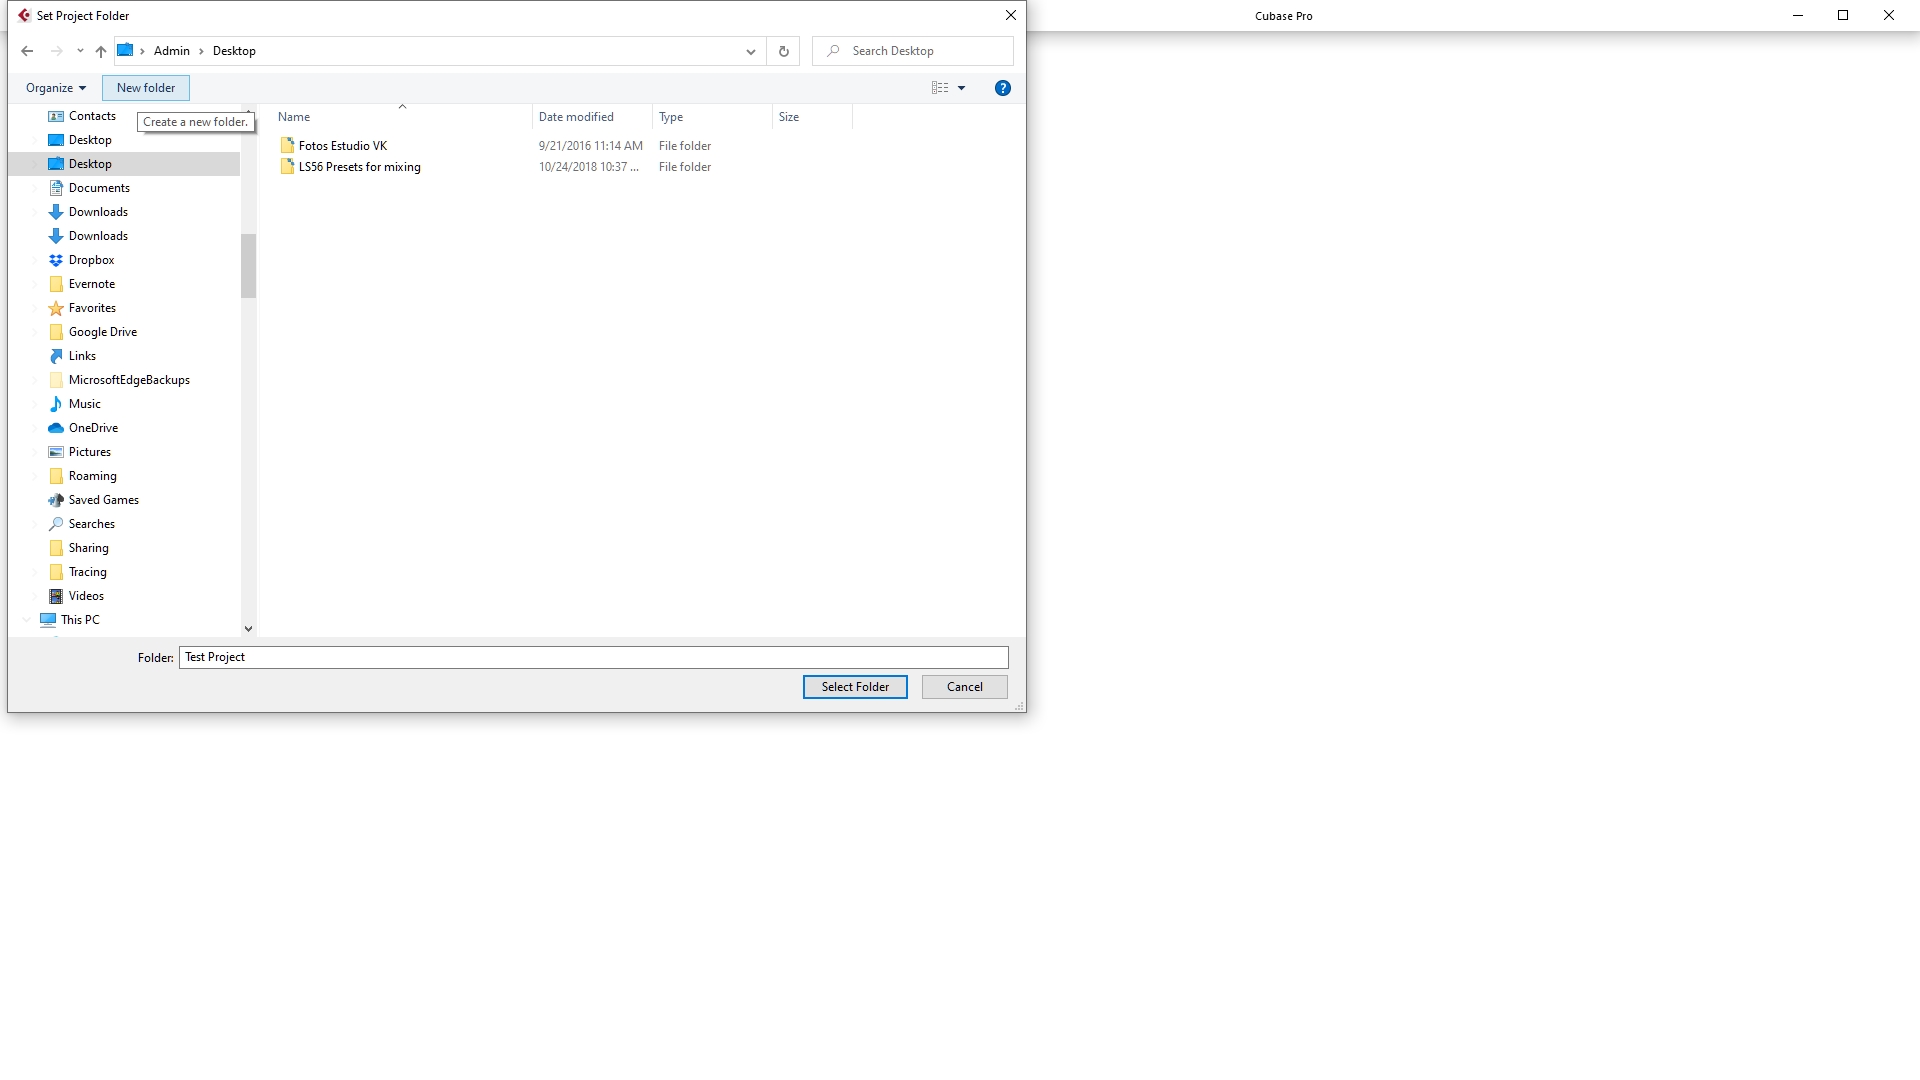 Set Project Folder
Cubase Pro
Admin > Desktop
Search Desktop
Organize
New folder
?
Create a new folder.
Name
Date modified
Type
Size
Fotos Estudio VK
9/21/2016 11:14 AM
File folder
LS56 Presets for mixing
10/24/2018 10:37 ...
File folder
Contacts
Desktop
Desktop
Documents
Downloads
Downloads
Dropbox
Evernote
Favorites
Google Drive
Links
MicrosoftEdgeBackups
Music
OneDrive
Pictures
Roaming
Saved Games
Searches
Sharing
Tracing
Videos
This PC
Folder: Test Project
Select Folder
Cancel